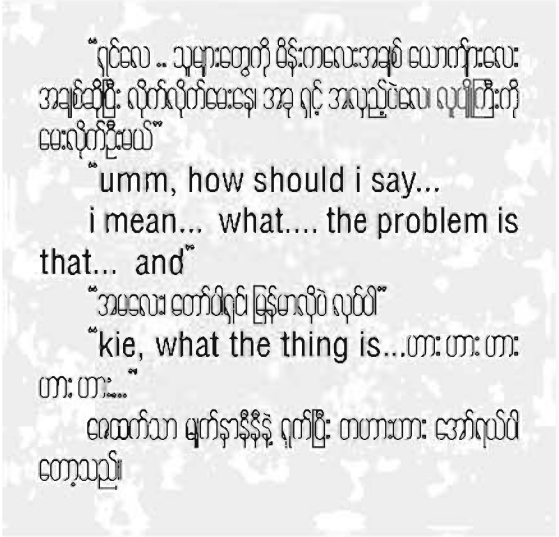 “ရှင်လေ .. သူများတွေကို မိန်းကလေးအချစ် ယောက်ျားလေး
အချစ်ဆိုပြီး လိုက်လိုက်မေးနေ၊ အခု ရှင့် အလှည့်ပဲလေ၊ လူပျိုကြီးကို
မေးလိုက်ဦးမယ်”
“umm, how should i say...
i mean... what.... the problem is
that... and”
“အမလေး၊ တော်ပါရှင်၊ မြန်မာလိုပဲ လုပ်ပါ”
“kie, what the thing is...ဟား ဟား ဟား
ဟား ဟား...”
ဇေထက်သာ မျက်နှာနီနီနဲ့ ရှက်ပြီး တဟားဟား အော်ရယ်ပါ
တော့သည်။